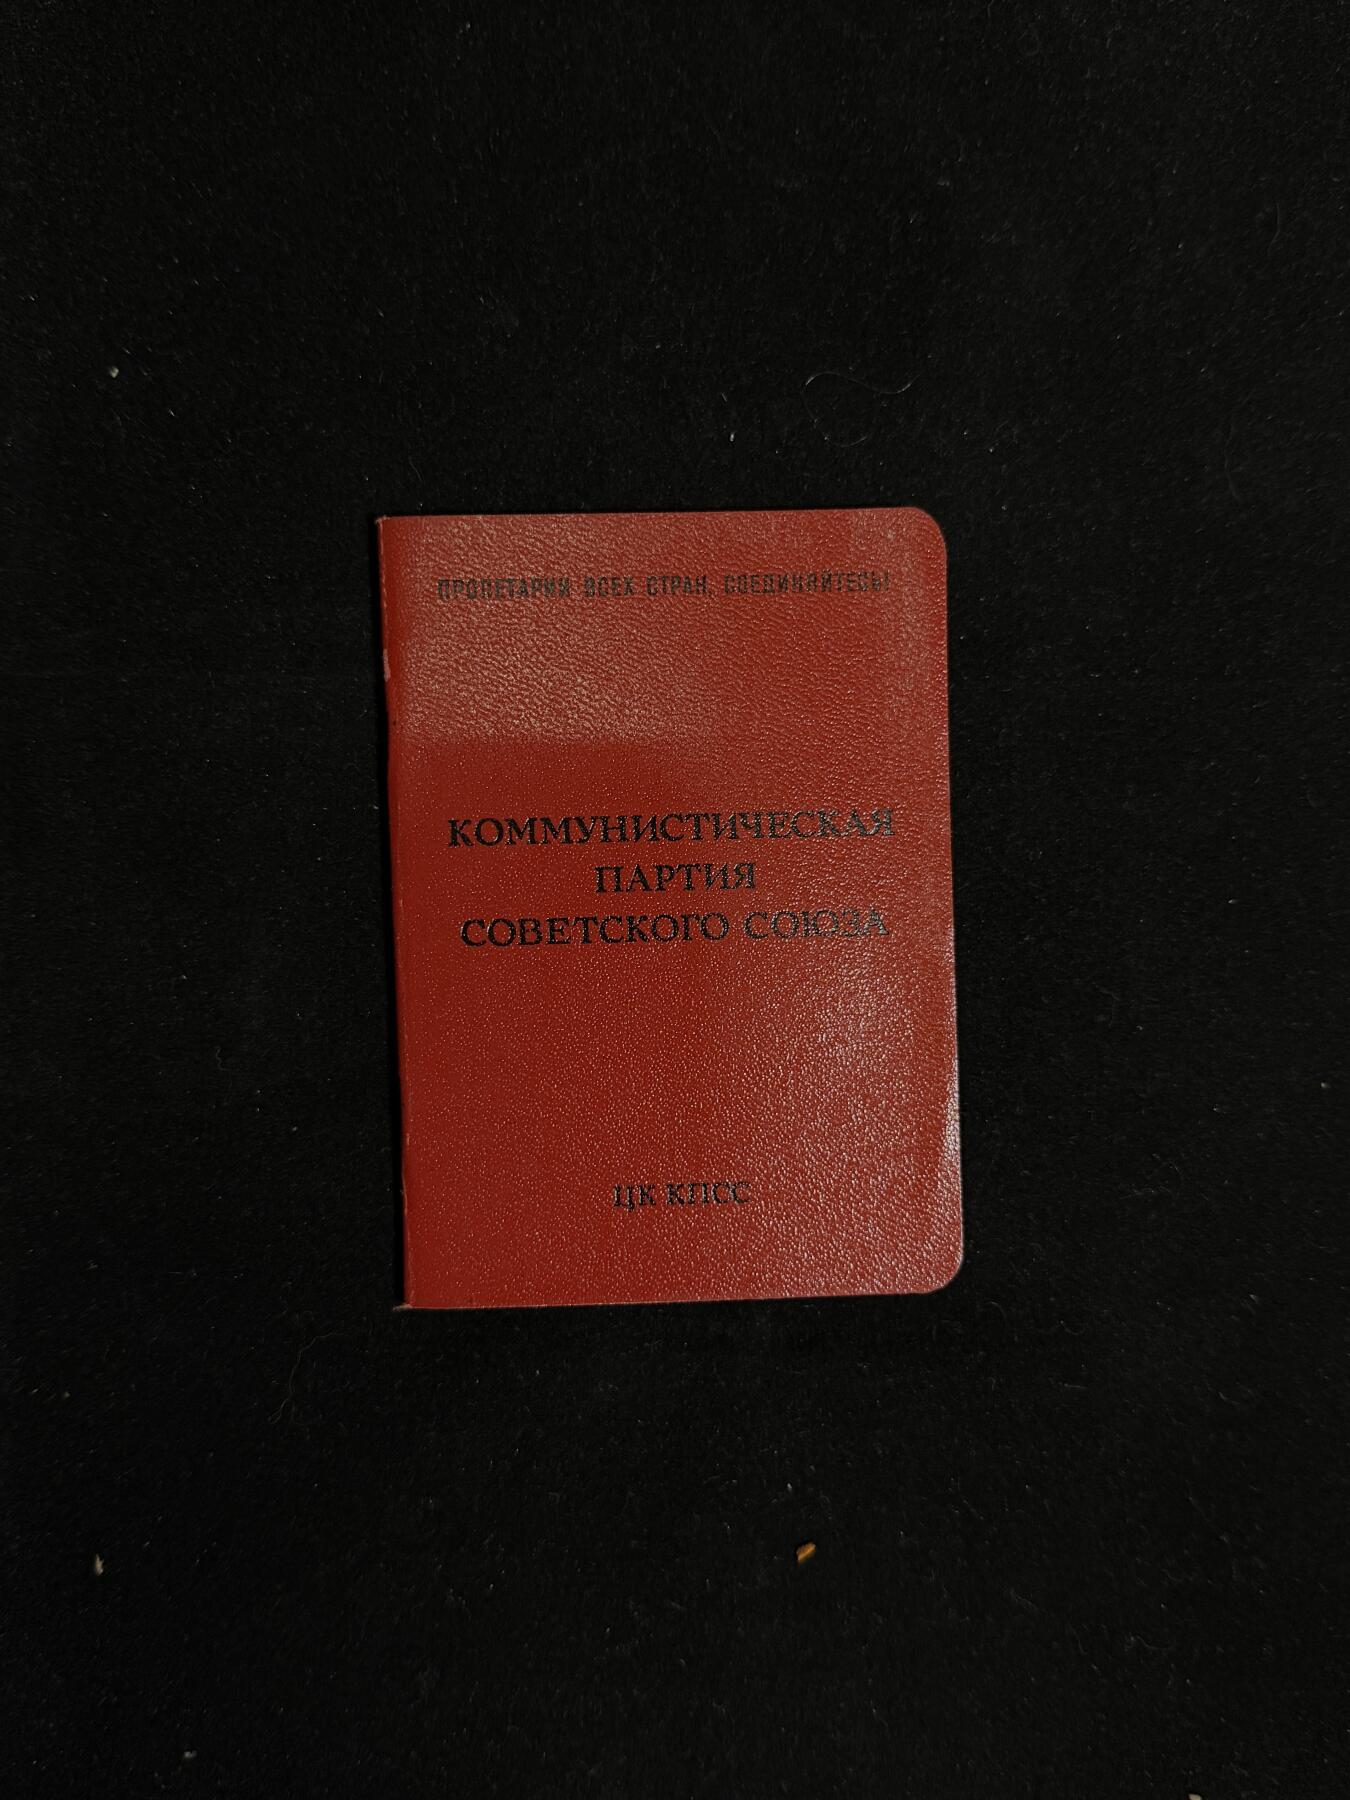 ПРОЛЕТАРИИ ВСЕХ СТРАН, СОЕДИНЯЙТЕСЬ!
КОММУНИСТИЧЕСКАЯ
ПАРТИЯ
СОВЕТСКОГО СОЮЗА
ЦК КПСС